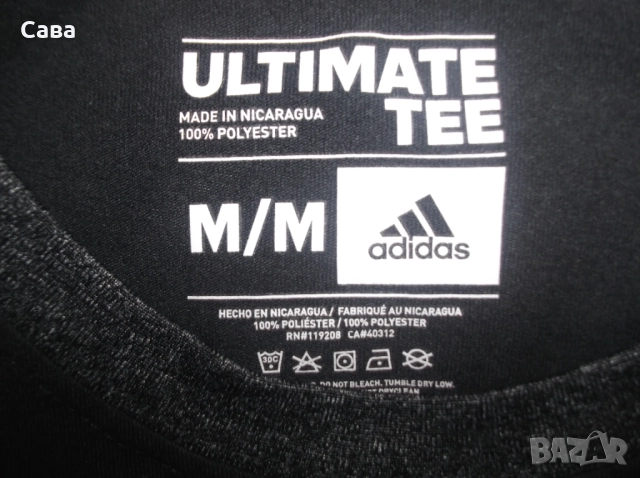 Сава
ULTIMATE
TEE
MADE IN NICARAGUA
100% POLYESTER
M/M
adidas
HECHO EN NICARAGUA / FABRIQUÉ AU NICARAGUA
100% POLIÉSTER / 100% POLYESTER
RN#119208 CA#40312
30C
DO NOT BLEACH. TUMBLE DRY LOW.
DRYCLEAN
BAZAR